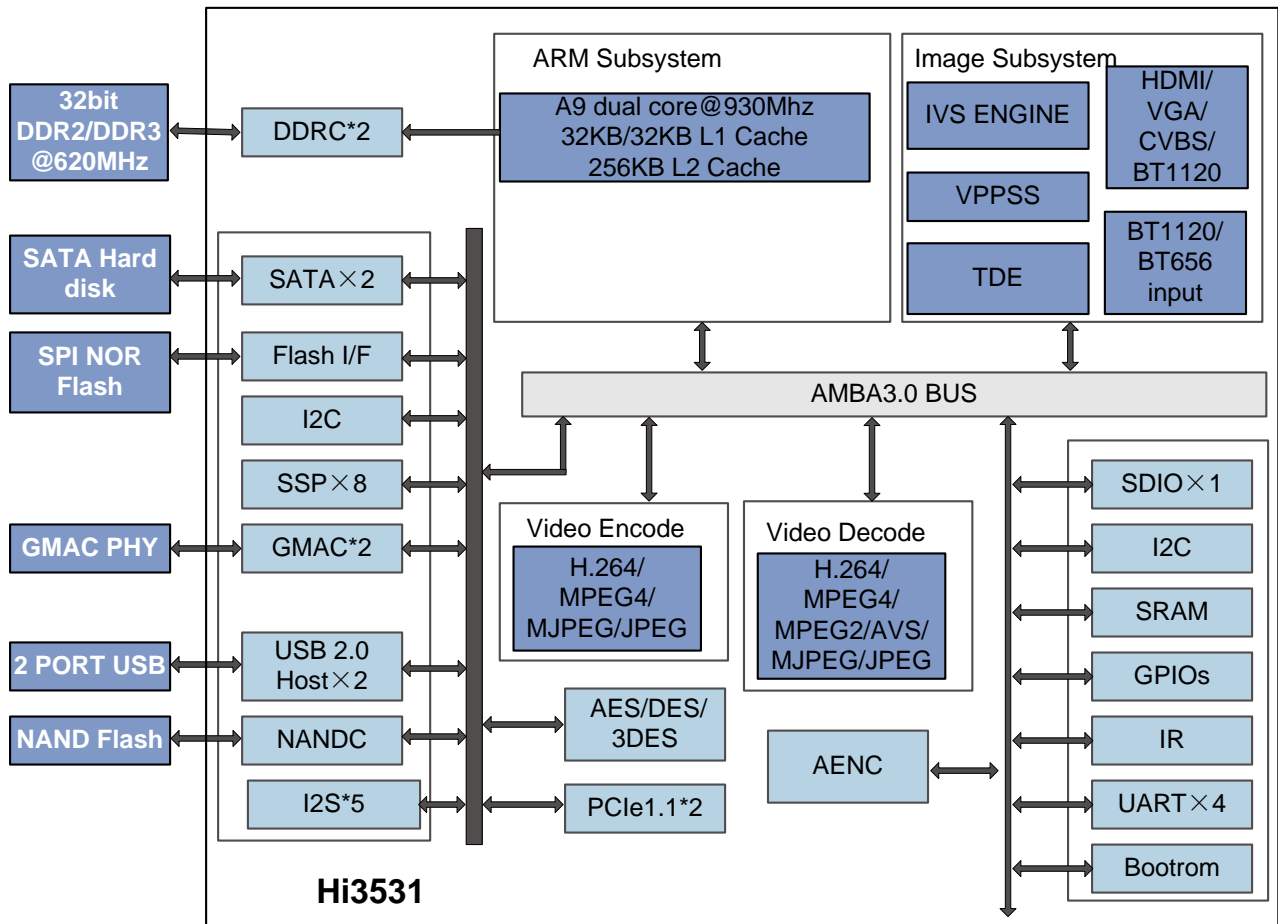 32bit
DDR2/DDR3
@620MHz
SATA Hard
disk
SPI NOR
Flash
GMAC PHY
2 PORT USB
NAND Flash
DDRC*2
SATA×2
Flash I/F
I2C
SSP×8
GMAC*2
USB 2.0
Host×2
NANDC
I2S*5
ARM Subsystem
A9 dual core@930Mhz
32KB/32KB L1 Cache
256KB L2 Cache
Image Subsystem
IVS ENGINE
VPPSS
TDE
HDMI/
VGA/
CVBS/
BT1120
BT1120/
BT656
input
AMBA3.0 BUS
Video Encode
H.264/
MPEG4/
MJPEG/JPEG
Video Decode
H.264/
MPEG4/
MPEG2/AVS/
MJPEG/JPEG
AES/DES/
3DES
PCIe1.1*2
AENC
SDIO×1
I2C
SRAM
GPIOs
IR
UART×4
Bootrom
Hi3531